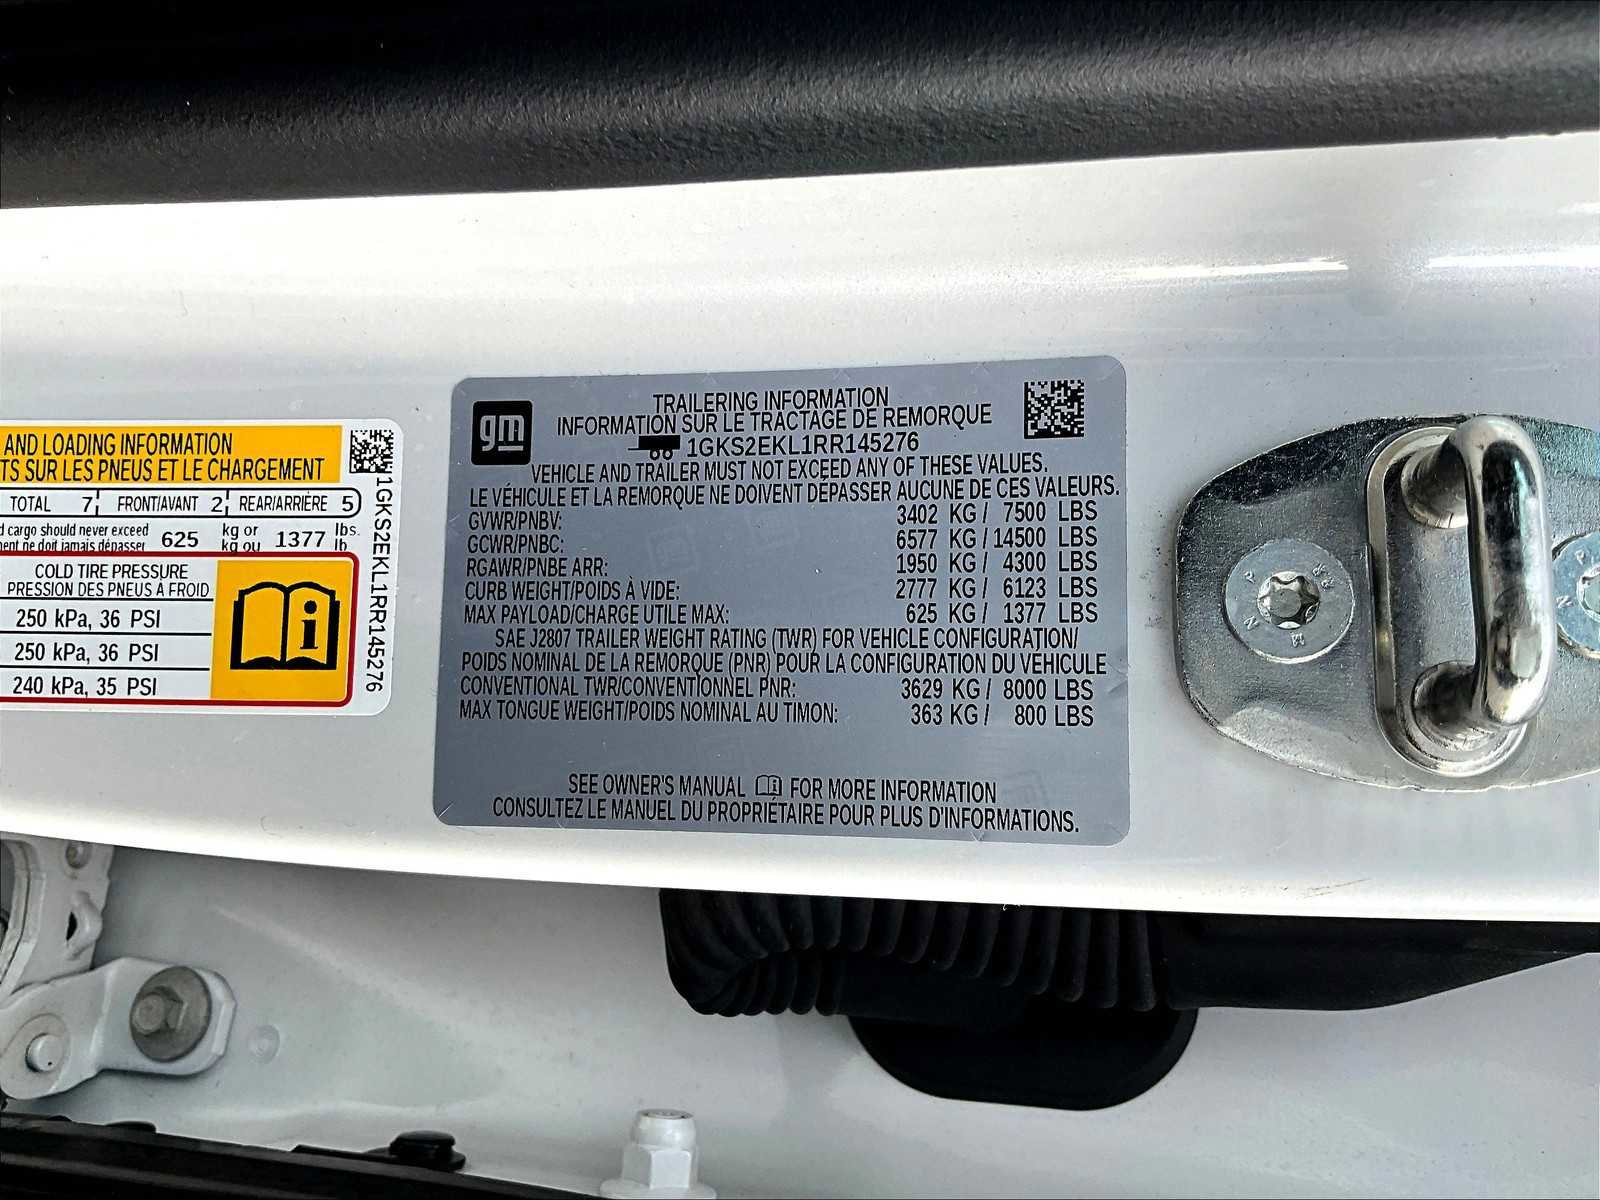 AND LOADING INFORMATION
TS SUR LES PNEUS ET LE CHARGEMENT
TOTAL 7 FRONT/AVANT 2 REAR/ARRIÈRE 5
d cargo should never exceed 625 kg or 1377 lbs.
ment ne doit jamais dépasser kg ou lb
COLD TIRE PRESSURE
PRESSION DES PNEUS À FROID
250 kPa, 36 PSI
250 kPa, 36 PSI
240 kPa, 35 PSI
i
1GKS2EKL1RR145276
gm
TRAILERING INFORMATION
INFORMATION SUR LE TRACTAGE DE REMORQUE
1GKS2EKL1RR145276
VEHICLE AND TRAILER MUST NOT EXCEED ANY OF THESE VALUES.
LE VÉHICULE ET LA REMORQUE NE DOIVENT DÉPASSER AUCUNE DE CES VALEURS.
GVWR/PNBV: 3402 KG / 7500 LBS
GCWR/PNBC: 6577 KG / 14500 LBS
RGAWR/PNBE ARR: 1950 KG / 4300 LBS
CURB WEIGHT/POIDS À VIDE: 2777 KG / 6123 LBS
MAX PAYLOAD/CHARGE UTILE MAX: 625 KG / 1377 LBS
SAE J2807 TRAILER WEIGHT RATING (TWR) FOR VEHICLE CONFIGURATION/
POIDS NOMINAL DE LA REMORQUE (PNR) POUR LA CONFIGURATION DU VEHICULE
CONVENTIONAL TWR/CONVENTIONNEL PNR: 3629 KG / 8000 LBS
MAX TONGUE WEIGHT/POIDS NOMINAL AU TIMON: 363 KG / 800 LBS
SEE OWNER'S MANUAL i FOR MORE INFORMATION
CONSULTEZ LE MANUEL DU PROPRIÉTAIRE POUR PLUS D'INFORMATIONS.